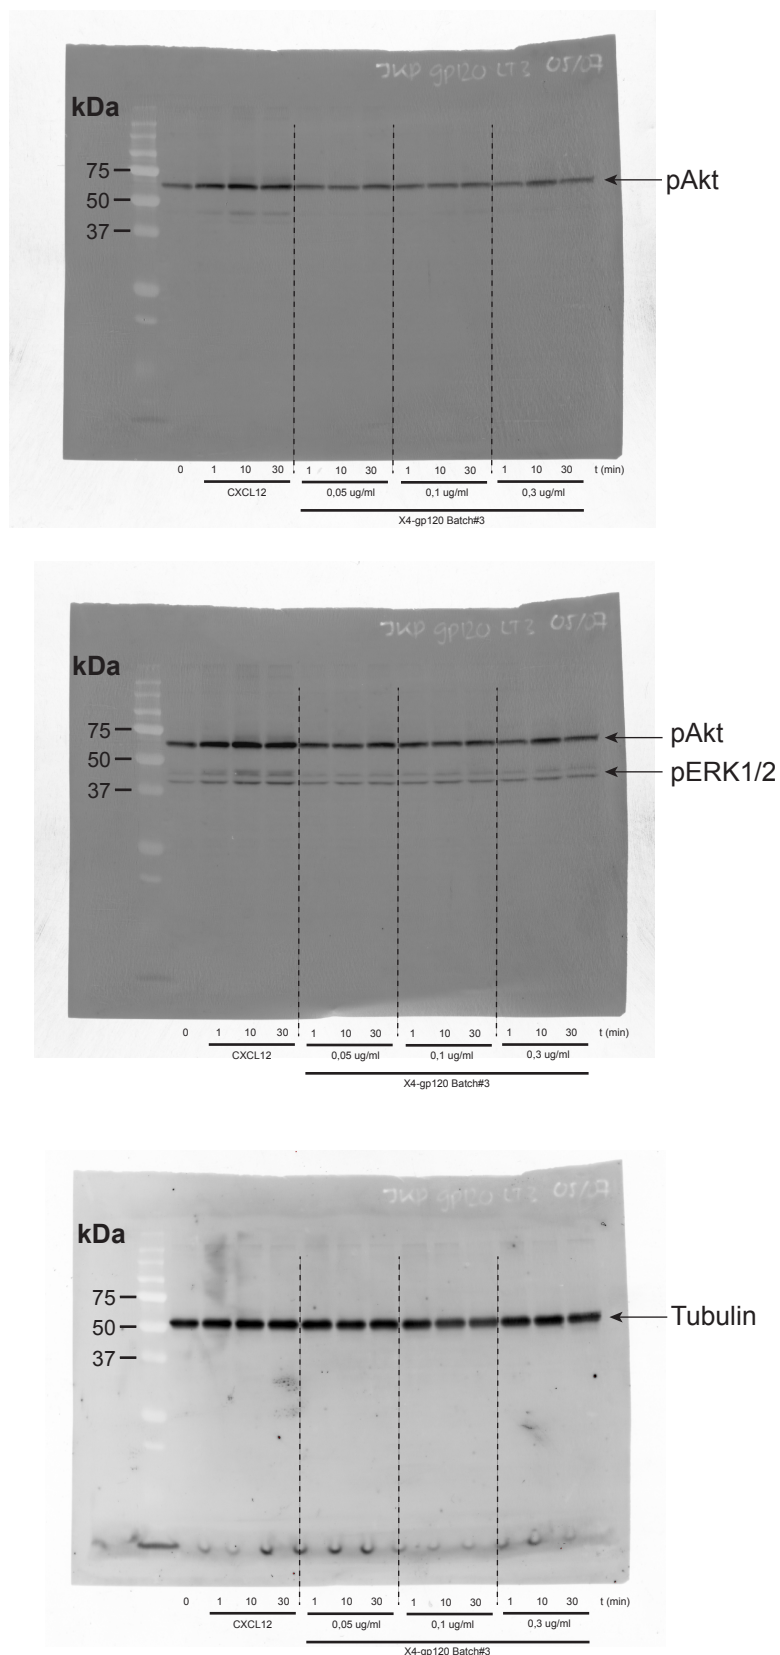 JKD gp120 LT3 05/07
kDa
75
50
37
pAkt
0 1 10 30 1 10 30 1 10 30 1 10 30 t (min)
CXCL12 0,05 ug/ml 0,1 ug/ml 0,3 ug/ml
X4-gp120 Batch#3
JKD gp120 LT3 05/07
kDa
75
50
37
pAkt
pERK1/2
0 1 10 30 1 10 30 1 10 30 1 10 30 t (min)
CXCL12 0,05 ug/ml 0,1 ug/ml 0,3 ug/ml
X4-gp120 Batch#3
JKD gp120 LT3 05/07
kDa
75
50
37
Tubulin
0 1 10 30 1 10 30 1 10 30 1 10 30 t (min)
CXCL12 0,05 ug/ml 0,1 ug/ml 0,3 ug/ml
X4-gp120 Batch#3